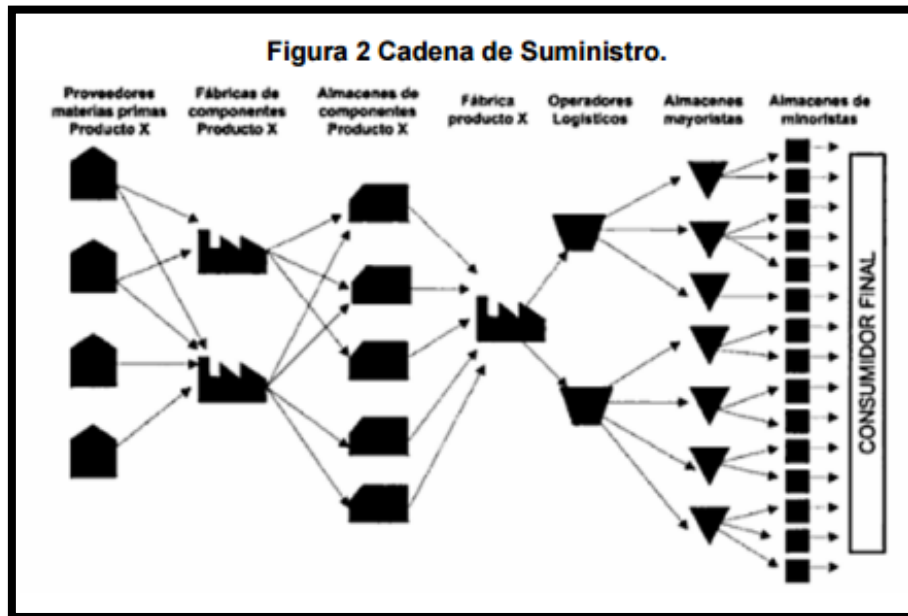 Figura 2 Cadena de Suministro.
Proveedores
materias primas
Producto X
Fábricas de
componentes
Producto X
Almacenes de
componentes
Producto X
Fábrica
producto X
Operadores
Logísticos
Almacenes
mayoristas
Almacenes de
minoristas
CONSUMIDOR FINAL